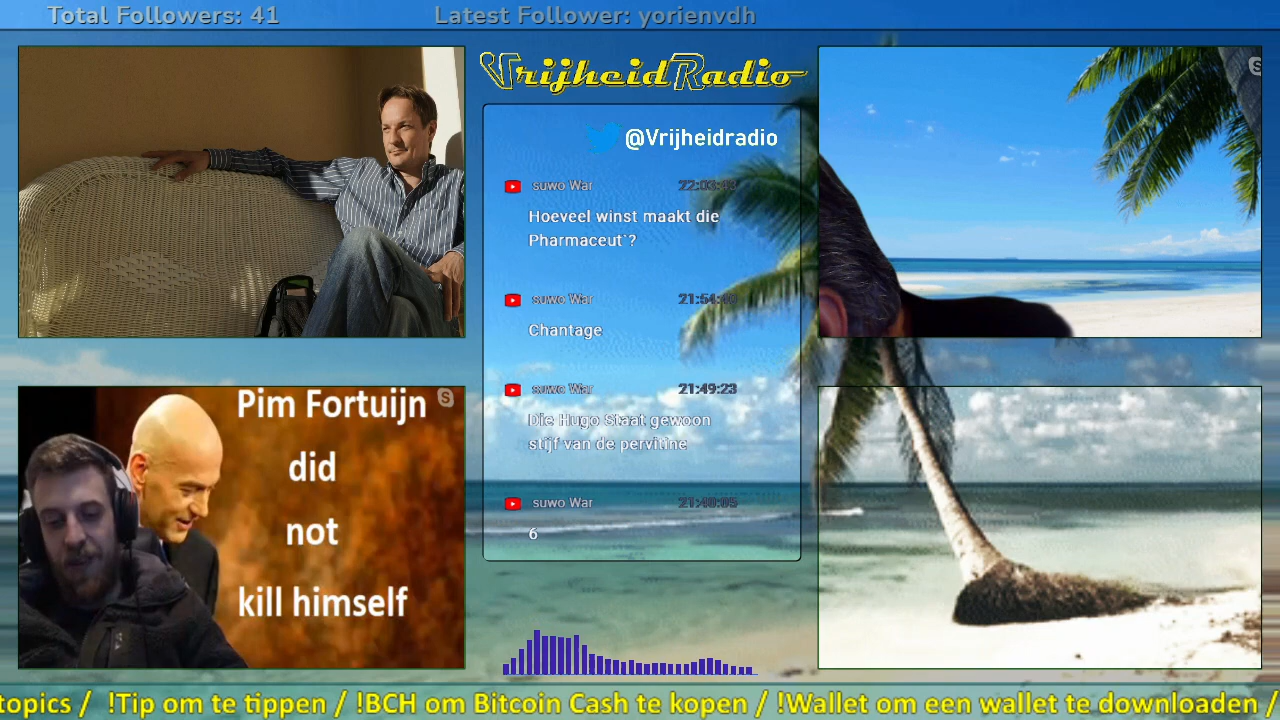 Total Followers: 41
Latest Follower: yorienvdh
VrijheidRadio
@Vrijheidradio
suwo War
Hoeveel winst maakt die
Pharmaceut`?
suwo War
Chantage
suwo War 21:49:23
Die Hugo Staat gewoon
stijf van de pervitine
suwo War
6
Pim Fortuijn
did
not
kill himself
topics / !Tip om te tippen / !BCH om Bitcoin Cash te kopen / !Wallet om een wallet te downloaden /